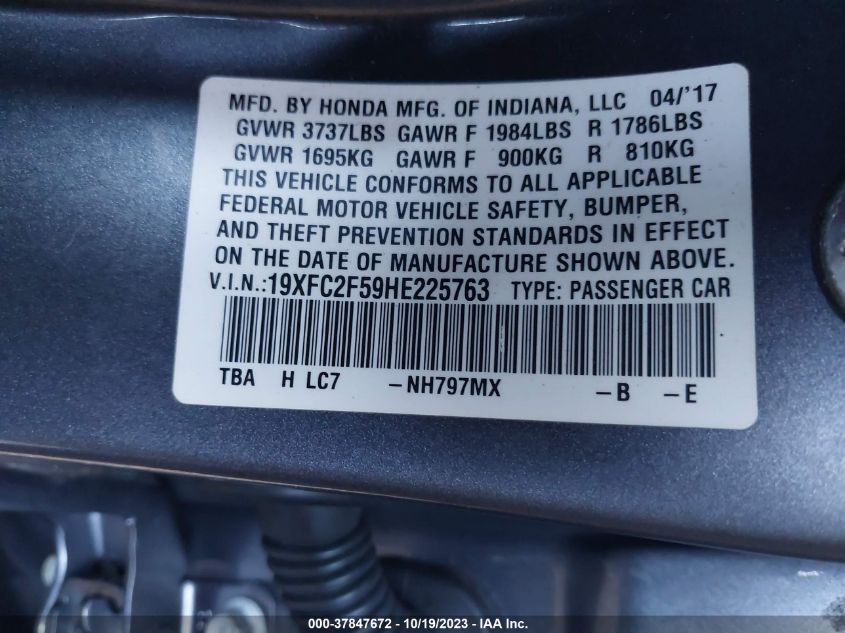 MFD. BY HONDA MFG. OF INDIANA, LLC 04/'17
GVWR 3737LBS GAWR F 1984LBS R 1786LBS
GVWR 1695KG GAWR F 900KG R 810KG
THIS VEHICLE CONFORMS TO ALL APPLICABLE
FEDERAL MOTOR VEHICLE SAFETY, BUMPER,
AND THEFT PREVENTION STANDARDS IN EFFECT
ON THE DATE OF MANUFACTURE SHOWN ABOVE.
V.I.N.:19XFC2F59HE225763 TYPE: PASSENGER CAR
TBA H LC7 –NH797MX –B –E
000-37847672 - 10/19/2023 - IAA Inc.